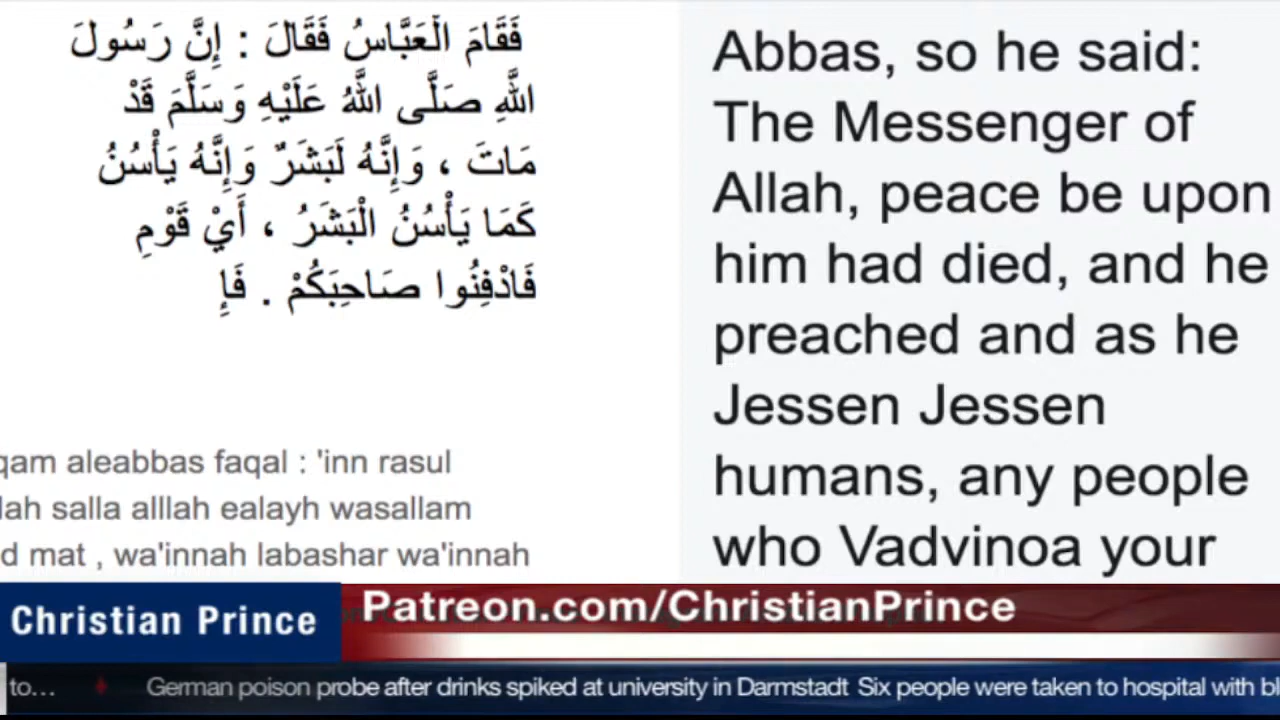 فَقَامَ الْعَبَّاسُ فَقَالَ : إِنَّ رَسُولَ
اللَّهِ صَلَّى اللَّهُ عَلَيْهِ وَسَلَّمَ قَدْ
مَاتَ ، وَإِنَّهُ لَبَشَرٌ وَإِنَّهُ يَأْسُنُ
كَمَا يَأْسُنُ الْبَشَرُ ، أَيْ قَوْمِ
فَادْفِنُوا صَاحِبَكُمْ . فَإِ
qam aleabbas faqal : 'inn rasul
lah salla alllah ealayh wasallam
d mat , wa'innah labashar wa'innah
Abbas, so he said:
The Messenger of
Allah, peace be upon
him had died, and he
preached and as he
Jessen Jessen
humans, any people
who Vadvinoa your
Christian Prince
Patreon.com/ChristianPrince
to... German poison probe after drinks spiked at university in Darmstadt Six people were taken to hospital with bl